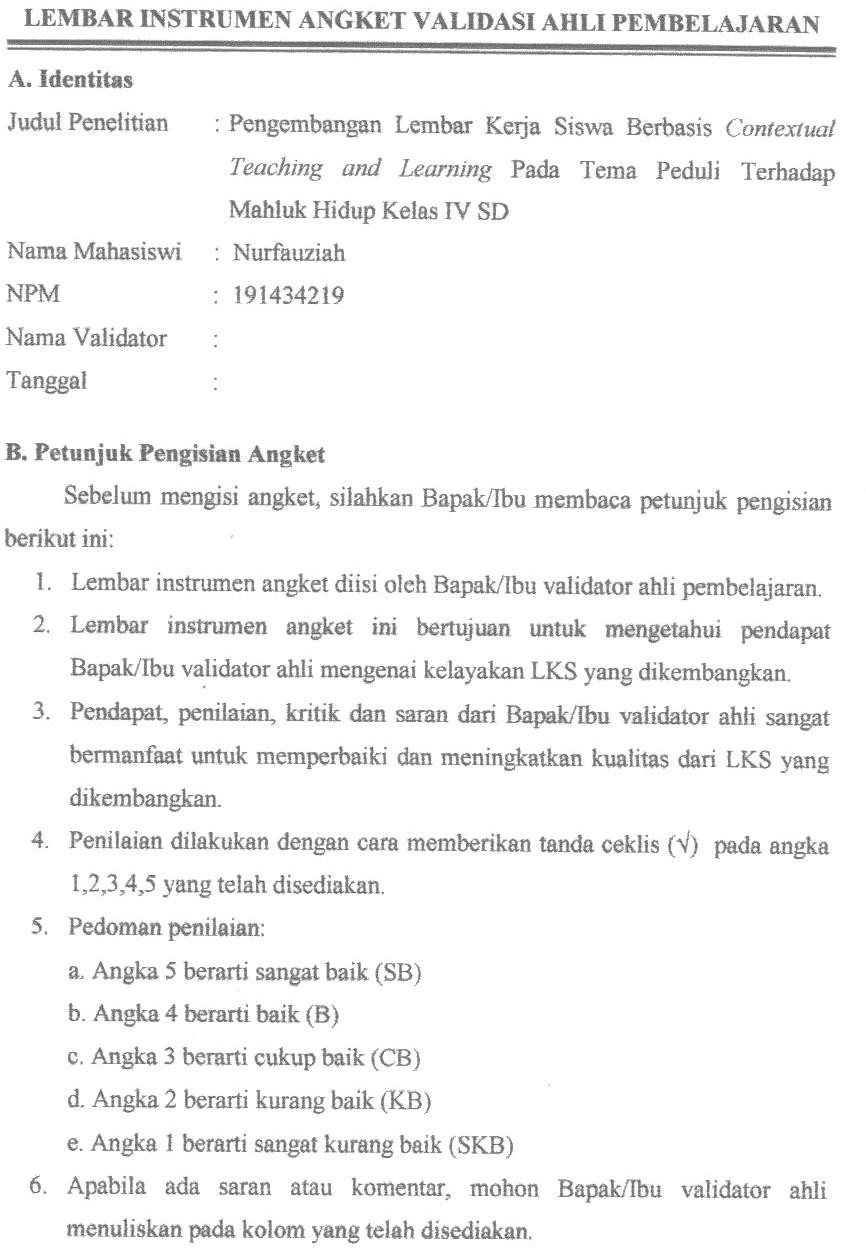 LEMBAR INSTRUMEN ANGKET VALIDASI AHLI PEMBELAJARAN
A. Identitas
Judul Penelitian : Pengembangan Lembar Kerja Siswa Berbasis Contextual
Teaching and Learning Pada Tema Peduli Terhadap
Mahluk Hidup Kelas IV SD
Nama Mahasiswi : Nurfauziah
NPM : 191434219
Nama Validator :
Tanggal :
B. Petunjuk Pengisian Angket
Sebelum mengisi angket, silahkan Bapak/Ibu membaca petunjuk pengisian
berikut ini:
1. Lembar instrumen angket diisi oleh Bapak/Ibu validator ahli pembelajaran.
2. Lembar instrumen angket ini bertujuan untuk mengetahui pendapat
Bapak/Ibu validator ahli mengenai kelayakan LKS yang dikembangkan.
3. Pendapat, penilaian, kritik dan saran dari Bapak/Ibu validator ahli sangat
bermanfaat untuk memperbaiki dan meningkatkan kualitas dari LKS yang
dikembangkan.
4. Penilaian dilakukan dengan cara memberikan tanda ceklis (√) pada angka
1,2,3,4,5 yang telah disediakan.
5. Pedoman penilaian:
a. Angka 5 berarti sangat baik (SB)
b. Angka 4 berarti baik (B)
c. Angka 3 berarti cukup baik (CB)
d. Angka 2 berarti kurang baik (KB)
e. Angka 1 berarti sangat kurang baik (SKB)
6. Apabila ada saran atau komentar, mohon Bapak/Ibu validator ahli
menuliskan pada kolom yang telah disediakan.